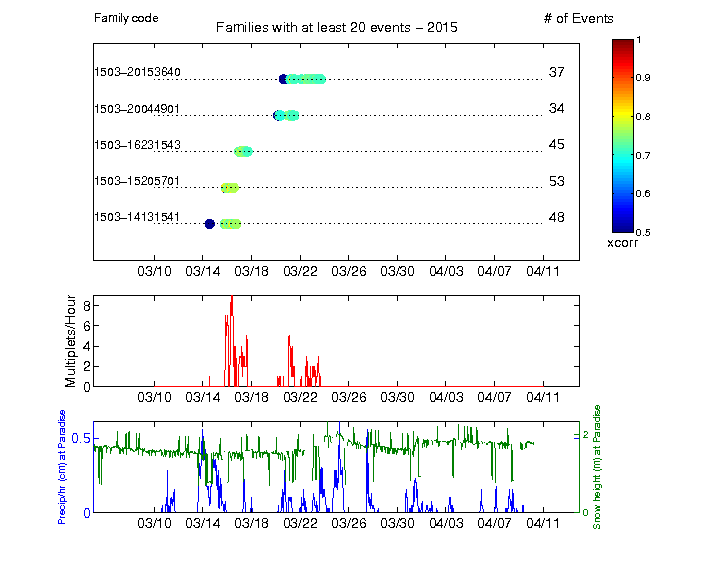 Family code
Families with at least 20 events – 2015
# of Events
1503–20153640 37
1503–20044901 34
1503–16231543 45
1503–15205701 53
1503–14131541 48
1
0.9
0.8
0.7
0.6
0.5
xcorr
03/10 03/14 03/18 03/22 03/26 03/30 04/03 04/07 04/11
Multiplets/Hour
8
6
4
2
0
03/10 03/14 03/18 03/22 03/26 03/30 04/03 04/07 04/11
Precip/hr (cm) at Paradise
0.5
0
Snow height (m) at Paradise
2
0
03/10 03/14 03/18 03/22 03/26 03/30 04/03 04/07 04/11